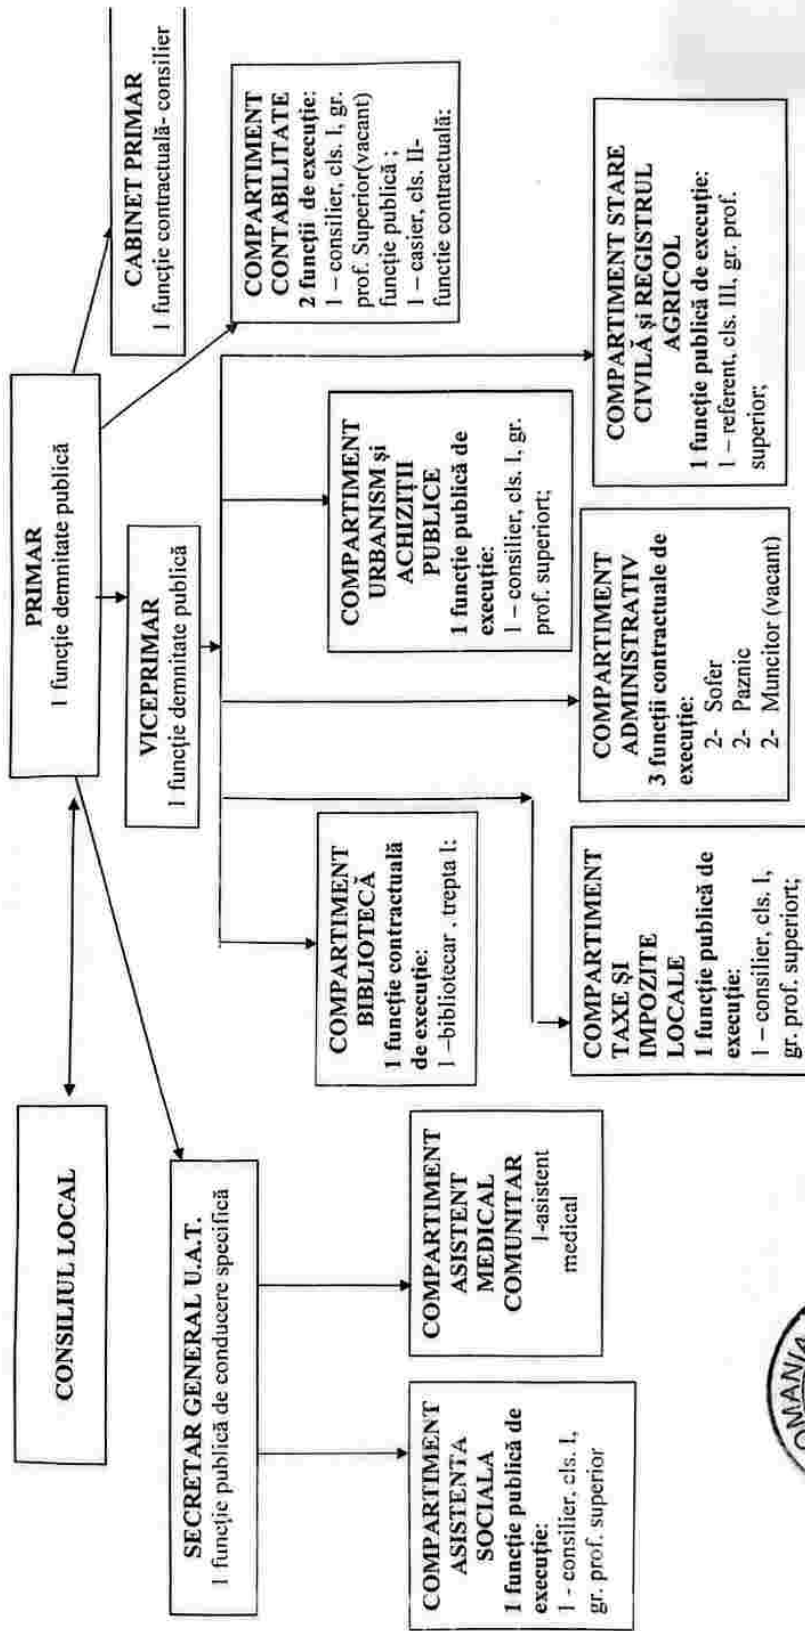 CONSILIUL LOCAL
PRIMAR
1 funcție demnitate publică
CABINET PRIMAR
1 funcție contractuală- consilier
SECRETAR GENERAL U.A.T.
1 funcție publică de conducere specifică
VICEPRIMAR
1 funcție demnitate publică
COMPARTIMENT
CONTABILITATE
2 funcții de execuție:
1 – consilier, cls. I, gr.
prof. Superior(vacant)
funcție publică ;
1 – casier, cls. II-
functie contractuală;
COMPARTIMENT
BIBLIOTECĂ
1 funcție contractuală
de execuție:
1 –bibliotecar , trepta 1;
COMPARTIMENT
URBANISM și
ACHIZIȚII
PUBLICE
1 funcție publică de
execuție:
1 – consilier, cls. I, gr.
prof. superiort;
COMPARTIMENT
ASISTENTA
SOCIALA
1 funcție publică de
execuție:
1 - consilier, cls. I,
gr. prof. superior
COMPARTIMENT
ASISTENT
MEDICAL
COMUNITAR
1-asistent
medical
COMPARTIMENT
TAXE ȘI
IMPOZITE
LOCALE
1 funcție publică de
execuție:
1 – consilier, cls. I,
gr. prof. superiort;
COMPARTIMENT
ADMINISTRATIV
3 funcții contractuale de
execuție:
2- Sofer
2- Paznic
2- Muncitor (vacant)
COMPARTIMENT STARE
CIVILĂ și REGISTRUL
AGRICOL
1 funcție publică de execuție:
1 – referent, cls. III, gr. prof.
superior;